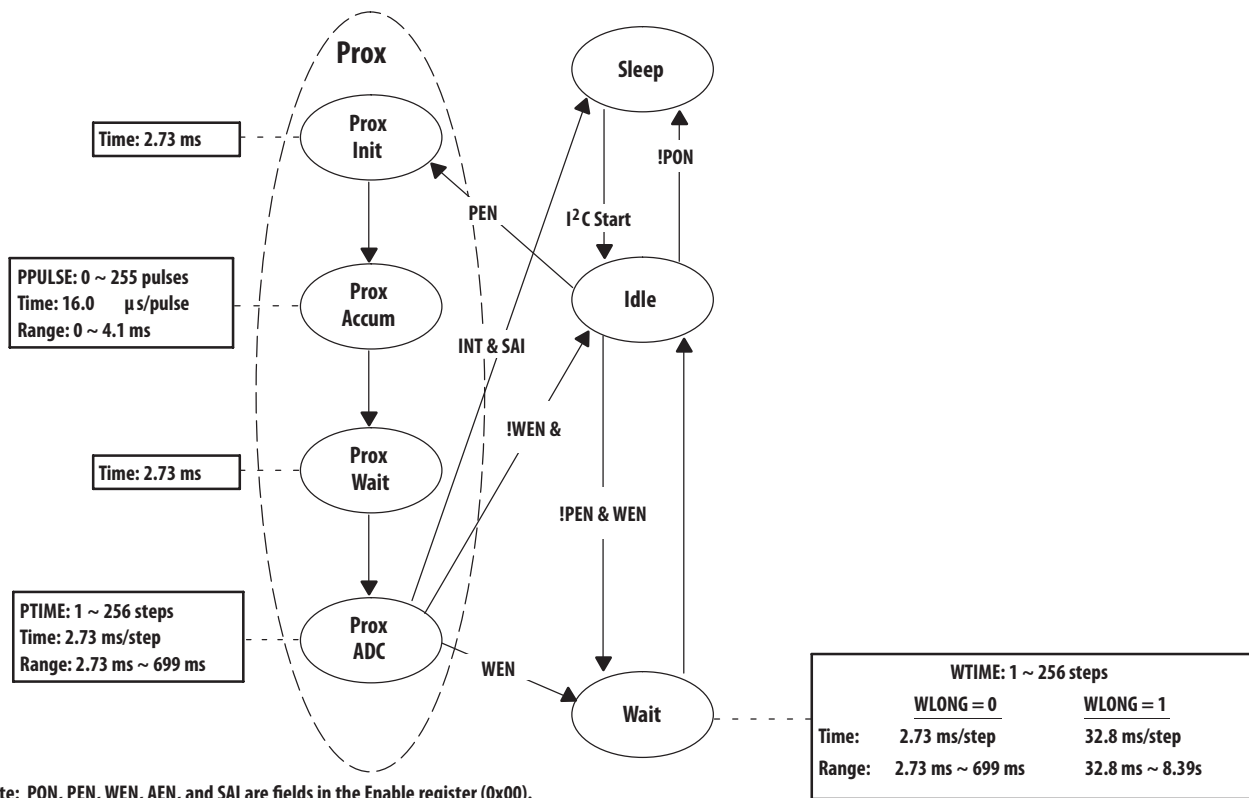 Prox
Sleep
Prox
Init
Time: 2.73 ms
!PON
PEN
I²C Start
PPULSE: 0 ~ 255 pulses
Time: 16.0 µs/pulse
Range: 0 ~ 4.1 ms
Prox
Accum
Idle
INT & SAI
!WEN &
Prox
Wait
Time: 2.73 ms
!PEN & WEN
PTIME: 1 ~ 256 steps
Time: 2.73 ms/step
Range: 2.73 ms ~ 699 ms
Prox
ADC
WEN
Wait
WTIME: 1 ~ 256 steps
WLONG = 0 WLONG = 1
Time: 2.73 ms/step 32.8 ms/step
Range: 2.73 ms ~ 699 ms 32.8 ms ~ 8.39s
te: PON, PEN, WEN, AEN, and SAI are fields in the Enable register (0x00).